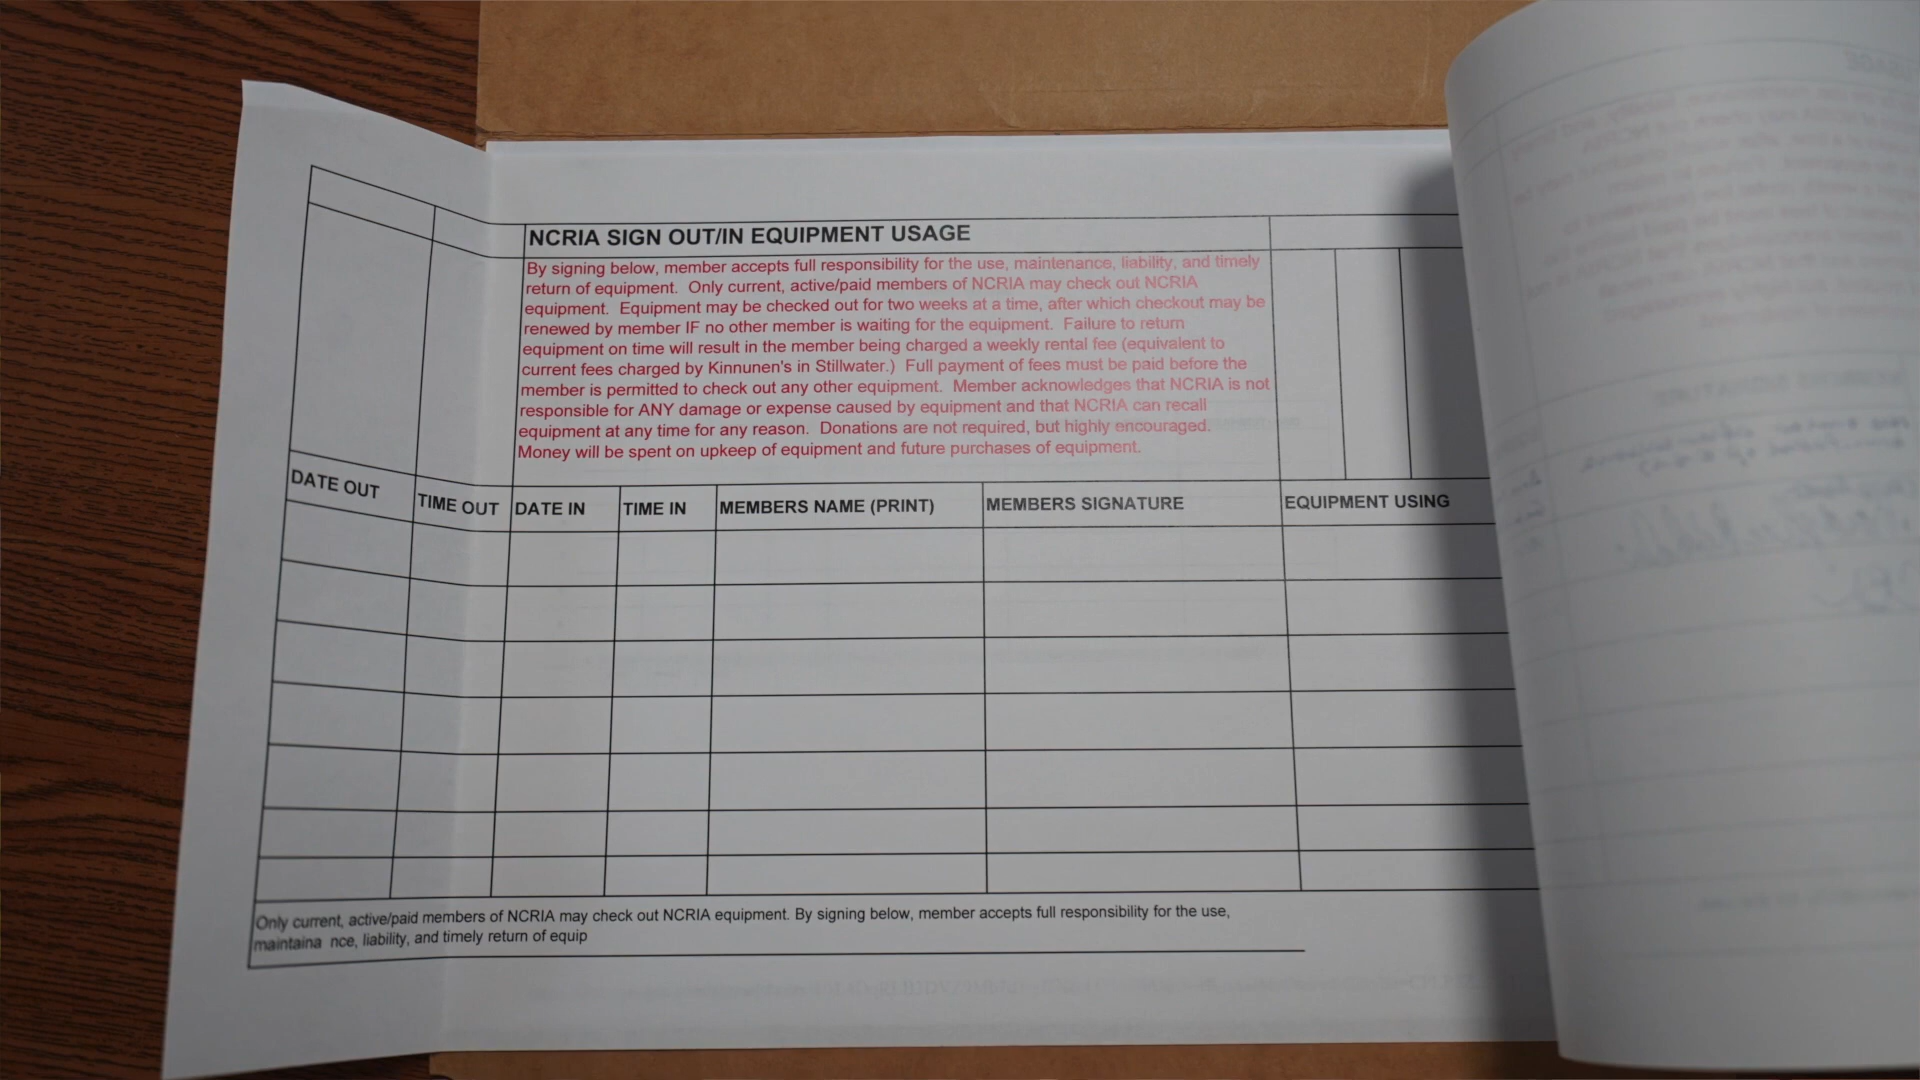 NCRIA SIGN OUT/IN EQUIPMENT USAGE
By signing below, member accepts full responsibility for the use, maintenance, liability, and timely
return of equipment. Only current, active/paid members of NCRIA may check out NCRIA
equipment. Equipment may be checked out for two weeks at a time, after which checkout may be
renewed by member IF no other member is waiting for the equipment. Failure to return
equipment on time will result in the member being charged a weekly rental fee (equivalent to
current fees charged by Kinnunen's in Stillwater.) Full payment of fees must be paid before the
member is permitted to check out any other equipment. Member acknowledges that NCRIA is not
responsible for ANY damage or expense caused by equipment and that NCRIA can recall
equipment at any time for any reason. Donations are not required, but highly encouraged.
Money will be spent on upkeep of equipment and future purchases of equipment.
DATE OUT TIME OUT DATE IN TIME IN MEMBERS NAME (PRINT) MEMBERS SIGNATURE EQUIPMENT USING
Only current, active/paid members of NCRIA may check out NCRIA equipment. By signing below, member accepts full responsibility for the use,
maintaina nce, liability, and timely return of equip